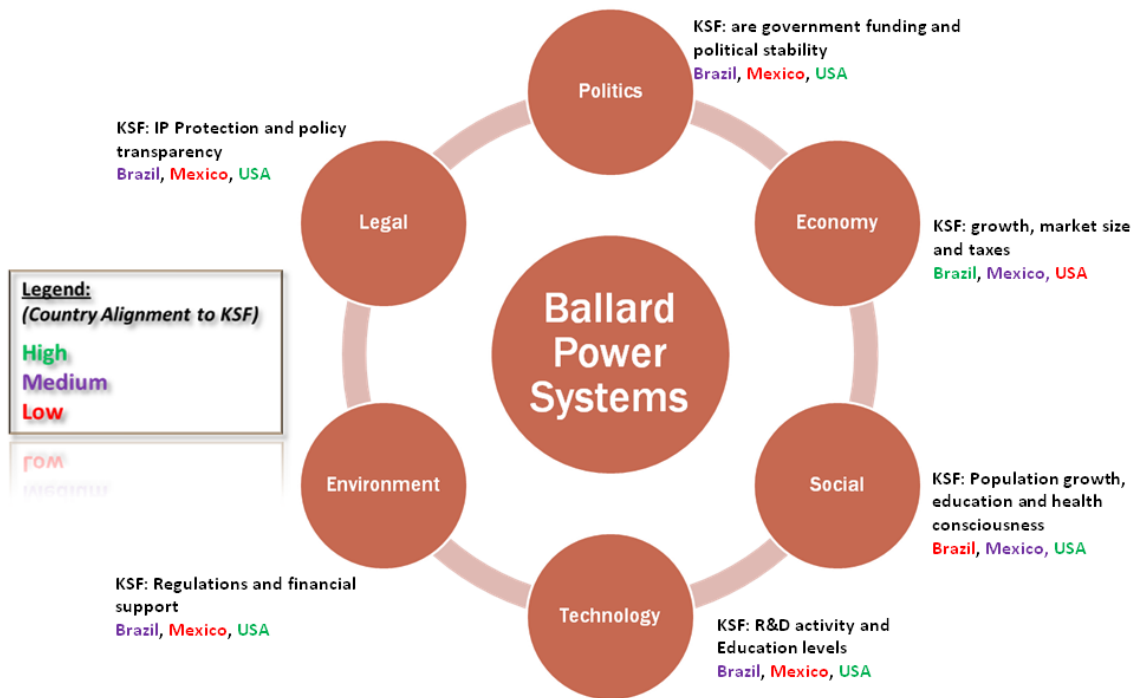 KSF: are government funding and
political stability
Brazil, Mexico, USA
Politics
KSF: IP Protection and policy
transparency
Brazil, Mexico, USA
Legal
Economy
KSF: growth, market size
and taxes
Brazil, Mexico, USA
Legend:
(Country Alignment to KSF)
High
Medium
Low
Ballard
Power
Systems
Environment
Social
KSF: Population growth,
education and health
consciousness
Brazil, Mexico, USA
KSF: Regulations and financial
support
Brazil, Mexico, USA
Technology
KSF: R&D activity and
Education levels
Brazil, Mexico, USA